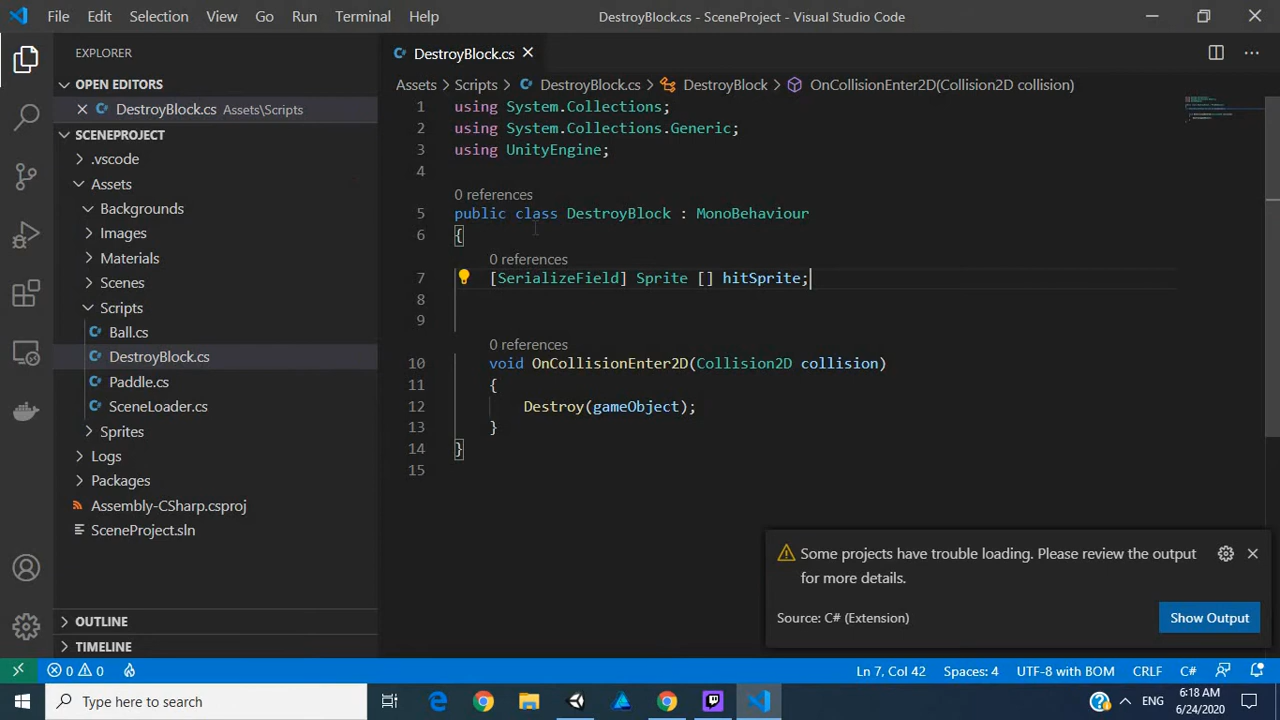 File Edit Selection View Go Run Terminal Help
DestroyBlock.cs - SceneProject - Visual Studio Code
EXPLORER
OPEN EDITORS
DestroyBlock.cs Assets\Scripts
SCENEPROJECT
.vscode
Assets
Backgrounds
Images
Materials
Scenes
Scripts
Ball.cs
DestroyBlock.cs
Paddle.cs
SceneLoader.cs
Sprites
Logs
Packages
Assembly-CSharp.csproj
SceneProject.sln
OUTLINE
TIMELINE
DestroyBlock.cs
Assets > Scripts > DestroyBlock.cs > DestroyBlock > OnCollisionEnter2D(Collision2D collision)
1 using System.Collections;
2 using System.Collections.Generic;
3 using UnityEngine;
4
0 references
5 public class DestroyBlock : MonoBehaviour
6 {
0 references
7 [SerializeField] Sprite [] hitSprite;
8
9
0 references
10 void OnCollisionEnter2D(Collision2D collision)
11 {
12 Destroy(gameObject);
13 }
14 }
15
Some projects have trouble loading. Please review the output
for more details.
Source: C# (Extension)
Show Output
0 0
Ln 7, Col 42 Spaces: 4 UTF-8 with BOM CRLF C#
Type here to search
ENG
6:18 AM
6/24/2020